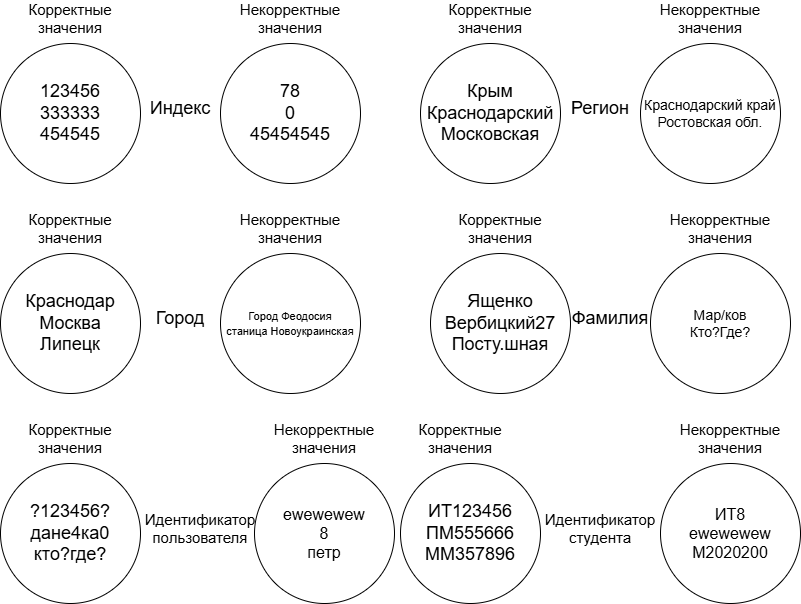 Корректные
значения
123456
333333
454545
Индекс
Некорректные
значения
78
0
45454545
Корректные
значения
Крым
Краснодарский
Московская
Регион
Некорректные
значения
Краснодарский край
Ростовская обл.
Корректные
значения
Краснодар
Москва
Липецк
Город
Некорректные
значения
Город Феодосия
станица Новоукраинская
Корректные
значения
Ященко
Вербицкий27
Посту.шная
Фамилия
Некорректные
значения
Мар/ков
Кто?Где?
Корректные
значения
?123456?
дане4ка0
кто?где?
Идентификатор
пользователя
Некорректные
значения
ewewewew
8
петр
Корректные
значения
ИТ123456
ПМ555666
ММ357896
Идентификатор
студента
Некорректные
значения
ИТ8
ewewewew
М2020200